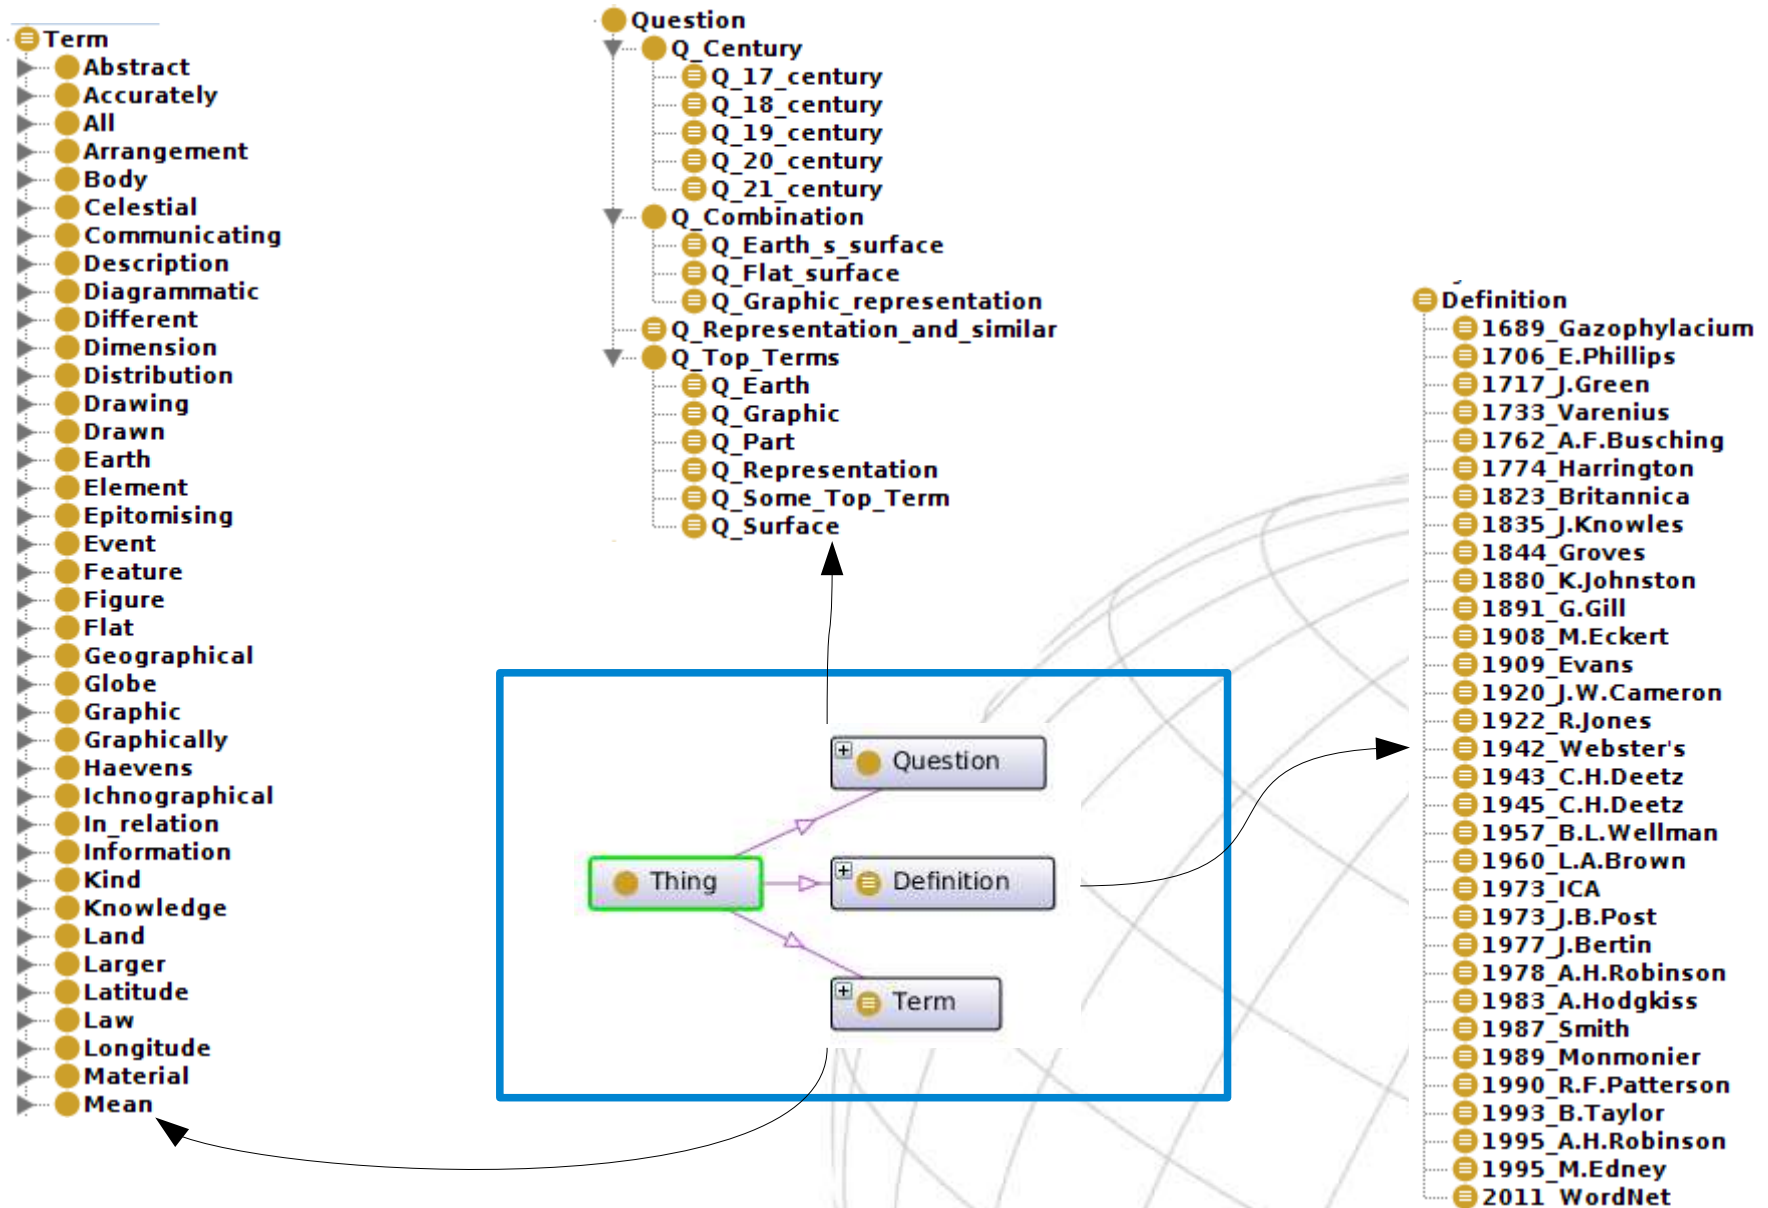 Term
Abstract
Accurately
All
Arrangement
Body
Celestial
Communicating
Description
Diagrammatic
Different
Dimension
Distribution
Drawing
Drawn
Earth
Element
Epitomising
Event
Feature
Figure
Flat
Geographical
Globe
Graphic
Graphically
Haevens
Ichnographical
In_relation
Information
Kind
Knowledge
Land
Larger
Latitude
Law
Longitude
Material
Mean
Question
Q_Century
Q_17_century
Q_18_century
Q_19_century
Q_20_century
Q_21_century
Q_Combination
Q_Earth_s_surface
Q_Flat_surface
Q_Graphic_representation
Q_Representation_and_similar
Q_Top_Terms
Q_Earth
Q_Graphic
Q_Part
Q_Representation
Q_Some_Top_Term
Q_Surface
Question
Thing
Definition
Term
Definition
1689_Gazophylacium
1706_E.Phillips
1717_J.Green
1733_Varenius
1762_A.F.Busching
1774_Harrington
1823_Britannica
1835_J.Knowles
1844_Groves
1880_K.Johnston
1891_G.Gill
1908_M.Eckert
1909_Evans
1920_J.W.Cameron
1922_R.Jones
1942_Webster's
1943_C.H.Deetz
1945_C.H.Deetz
1957_B.L.Wellman
1960_L.A.Brown
1973_ICA
1973_J.B.Post
1977_J.Bertin
1978_A.H.Robinson
1983_A.Hodgkiss
1987_Smith
1989_Monmonier
1990_R.F.Patterson
1993_B.Taylor
1995_A.H.Robinson
1995_M.Edney
2011_WordNet